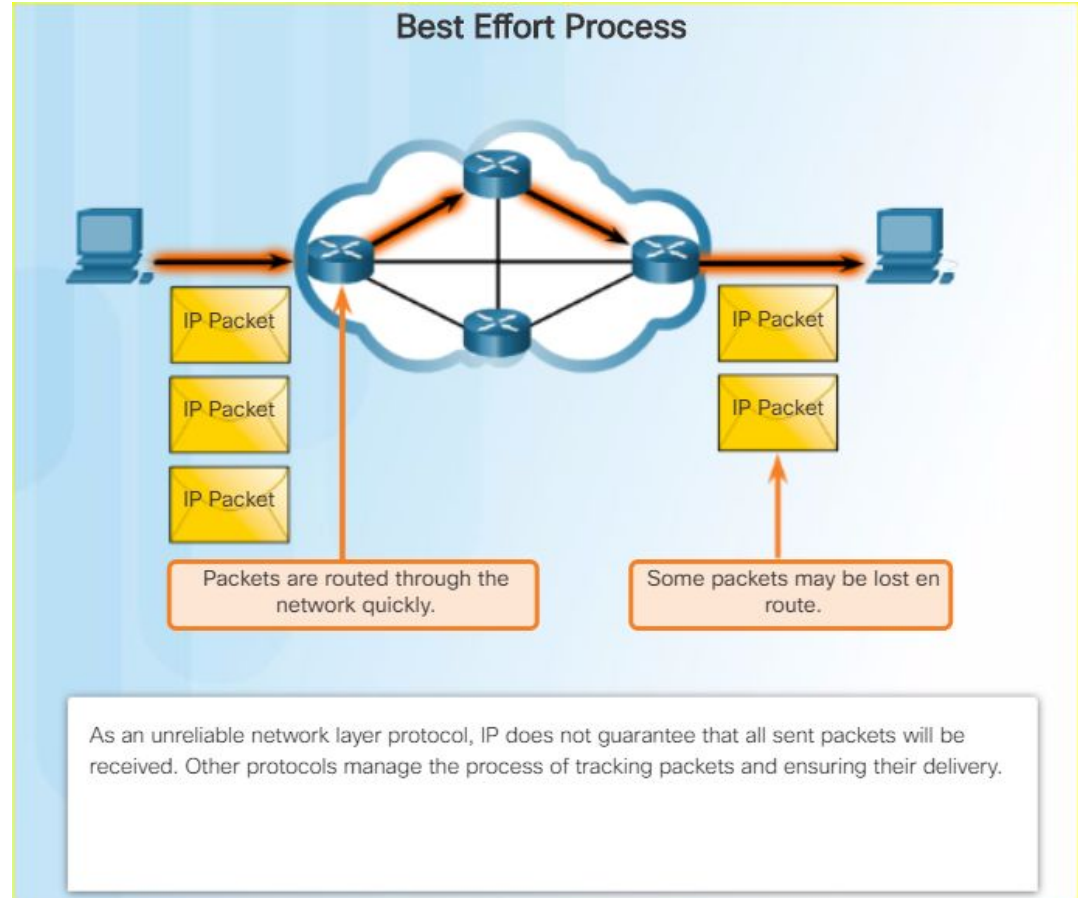 Best Effort Process
IP Packet
IP Packet
IP Packet
IP Packet
IP Packet
Packets are routed through the
network quickly.
Some packets may be lost en
route.
As an unreliable network layer protocol, IP does not guarantee that all sent packets will be
received. Other protocols manage the process of tracking packets and ensuring their delivery.